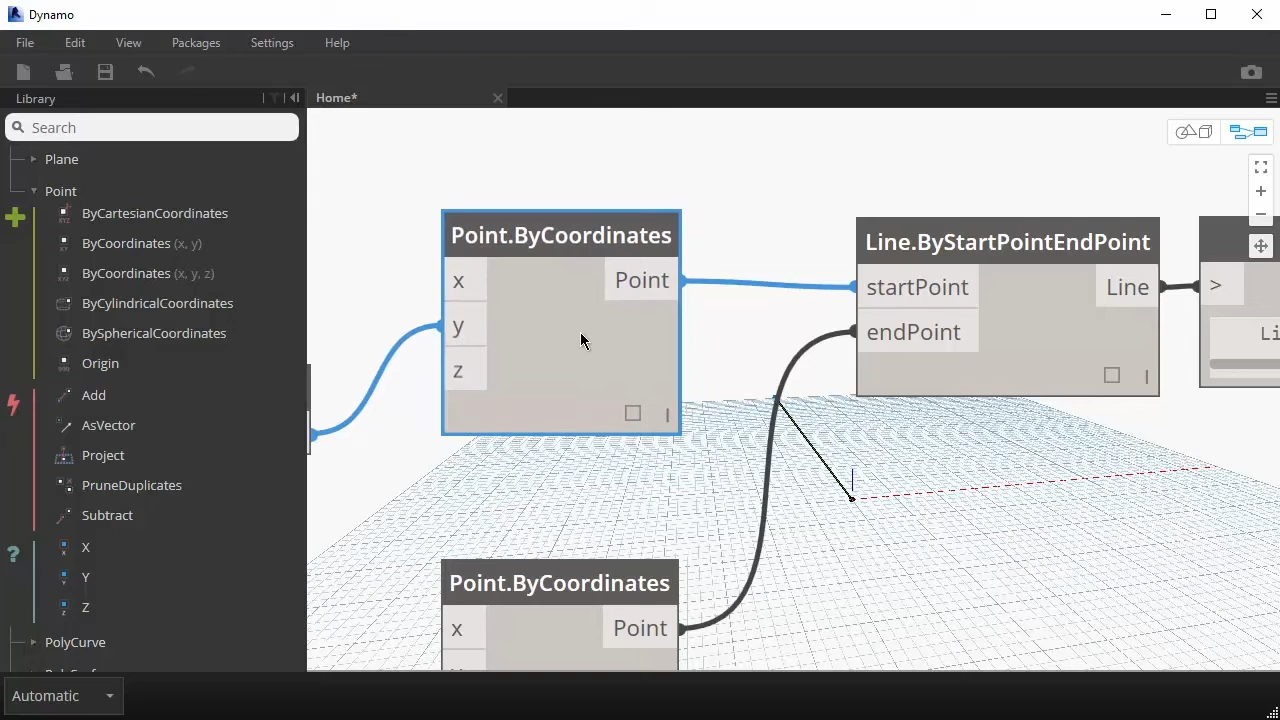 Dynamo
File Edit View Packages Settings Help
Library
Home*
Search
Plane
Point
ByCartesianCoordinates
ByCoordinates (x, y)
ByCoordinates (x, y, z)
ByCylindricalCoordinates
BySphericalCoordinates
Origin
Add
AsVector
Project
PruneDuplicates
Subtract
X
Y
Z
PolyCurve
Point.ByCoordinates
x
Point
y
z
Line.ByStartPointEndPoint
startPoint
Line
endPoint
>
Li
Point.ByCoordinates
x
Point
Automatic